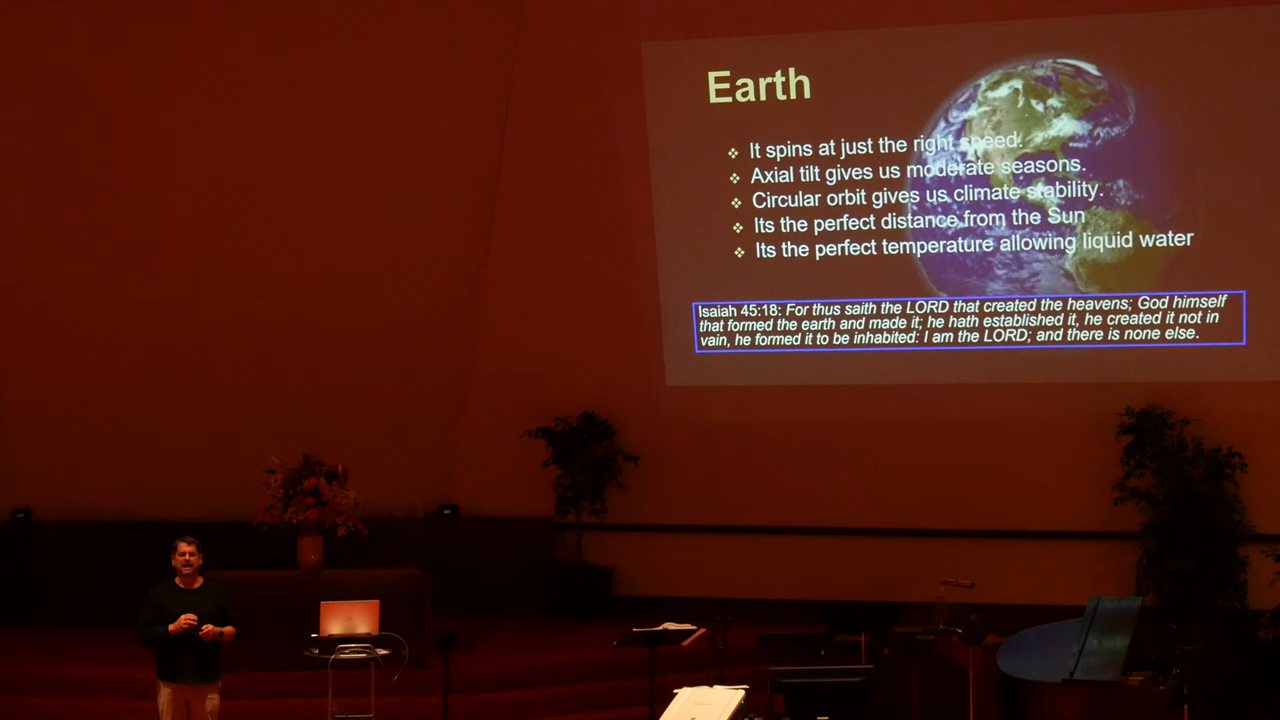 Earth
It spins at just the right speed.
Axial tilt gives us moderate seasons.
Circular orbit gives us climate stability.
Its the perfect distance from the Sun
Its the perfect temperature allowing liquid water
Isaiah 45:18: For thus saith the LORD that created the heavens; God himself
that formed the earth and made it; he hath established it, he created it not in
vain, he formed it to be inhabited: I am the LORD; and there is none else.